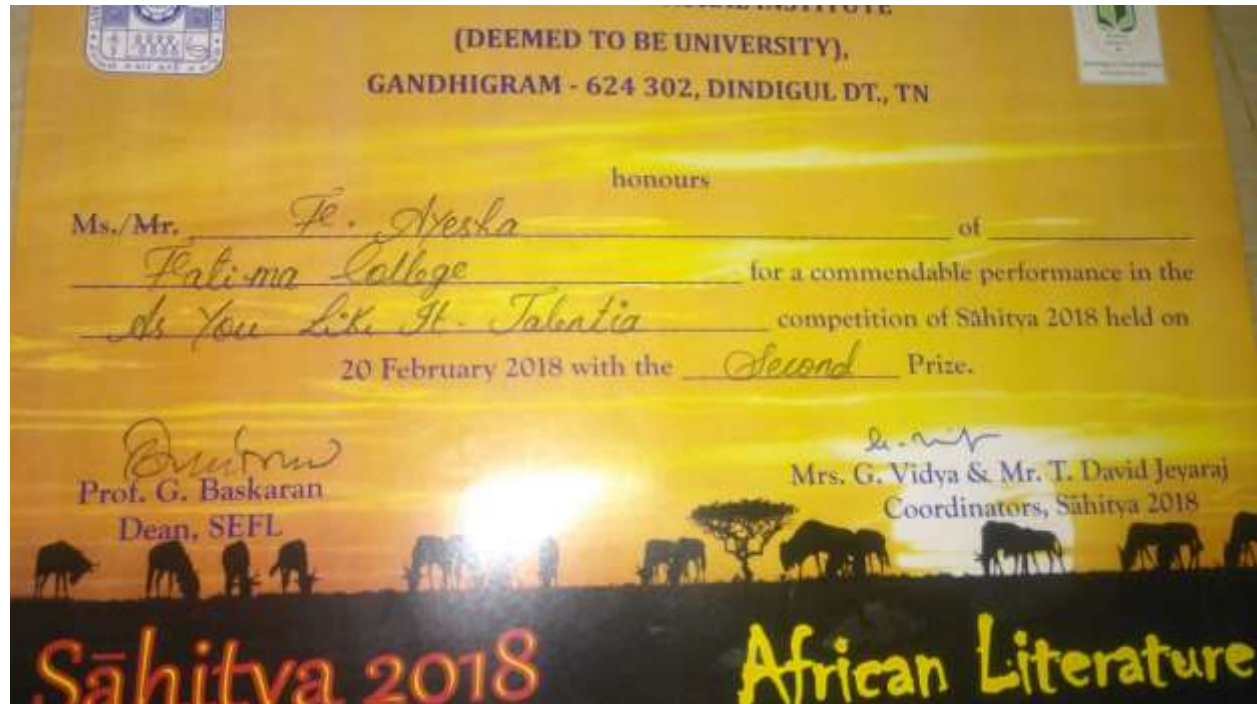 INSTITUTE
(DEEMED TO BE UNIVERSITY),
GANDHIGRAM - 624 302, DINDIGUL DT., TN
honours
Ms./Mr. Fe. Ayesha of
Fatima College for a commendable performance in the
As You Like It - Talentia competition of Sāhitya 2018 held on
20 February 2018 with the Second Prize.
Prof. G. Baskaran
Dean, SEFL
Mrs. G. Vidya & Mr. T. David Jeyaraj
Coordinators, Sāhitya 2018
Sāhitya 2018
African Literature